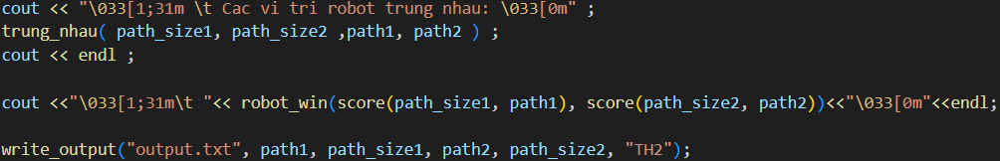 cout << "\033[1;31m \t Cac vi tri robot trung nhau: \033[0m" ;
trung_nhau( path_size1, path_size2 ,path1, path2 ) ;
cout << endl ;
cout <<"\033[1;31m\t "<< robot_win(score(path_size1, path1), score(path_size2, path2))<<"\033[0m"<<endl;
write_output("output.txt", path1, path_size1, path2, path_size2, "TH2");